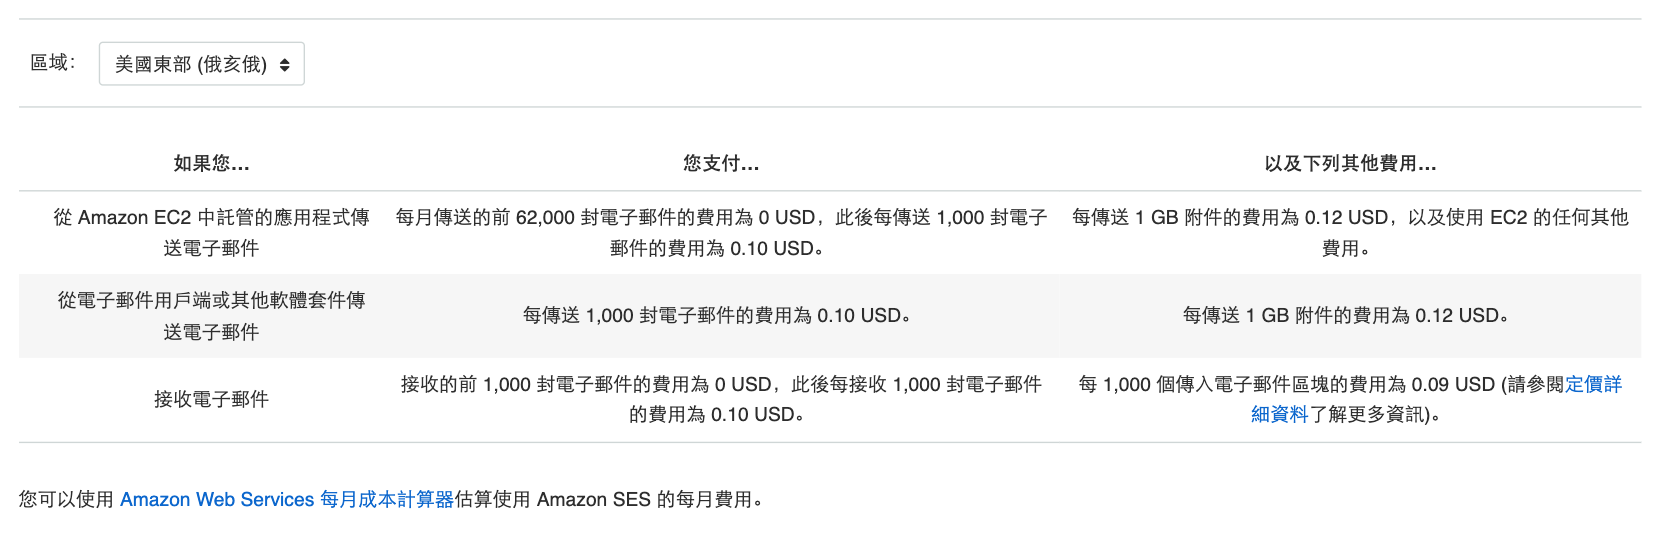 區域：
美國東部 (俄亥俄)
如果您...
您支付...
以及下列其他費用...
從 Amazon EC2 中託管的應用程式傳
送電子郵件
每月傳送的前 62,000 封電子郵件的費用為 0 USD，此後每傳送 1,000 封電子
郵件的費用為 0.10 USD。
每傳送 1 GB 附件的費用為 0.12 USD，以及使用 EC2 的任何其他
費用。
從電子郵件用戶端或其他軟體套件傳
送電子郵件
每傳送 1,000 封電子郵件的費用為 0.10 USD。
每傳送 1 GB 附件的費用為 0.12 USD。
接收電子郵件
接收的前 1,000 封電子郵件的費用為 0 USD，此後每接收 1,000 封電子郵件
的費用為 0.10 USD。
每 1,000 個傳入電子郵件區塊的費用為 0.09 USD (請參閱定價詳
細資料了解更多資訊)。
您可以使用 Amazon Web Services 每月成本計算器估算使用 Amazon SES 的每月費用。